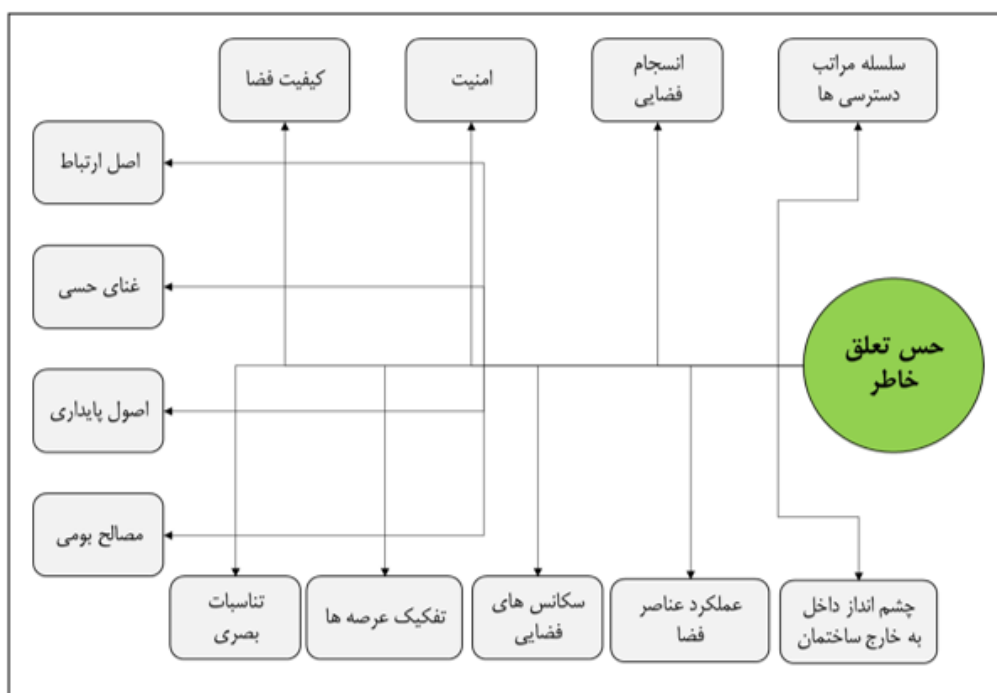 سلسله مراتب
دسترسی ها
انسجام
فضایی
امنیت
کیفیت فضا
اصل ارتباط
غنای حسی
اصول پایداری
مصالح بومی
حس تعلق
خاطر
چشم انداز داخل
به خارج ساختمان
عملکرد عناصر
فضا
سکانس های
فضایی
تفکیک عرصه ها
تناسبات
بصری